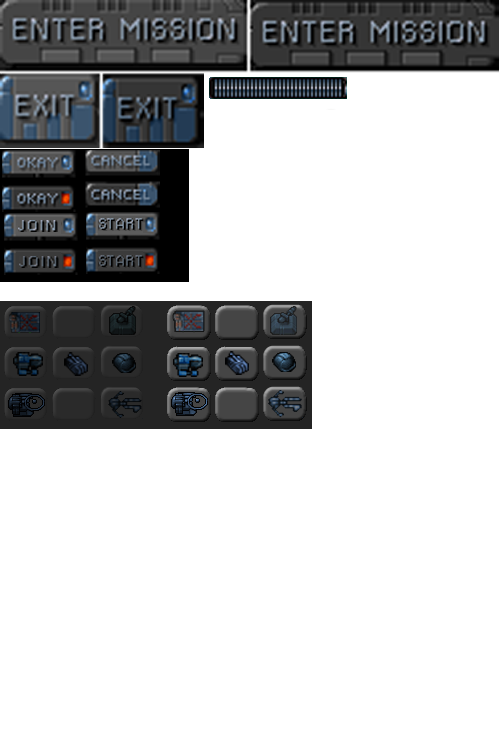 ENTER MISSION ENTER MISSION
EXIT EXIT
OKAY CANCEL
OKAY CANCEL
JOIN START
JOIN START